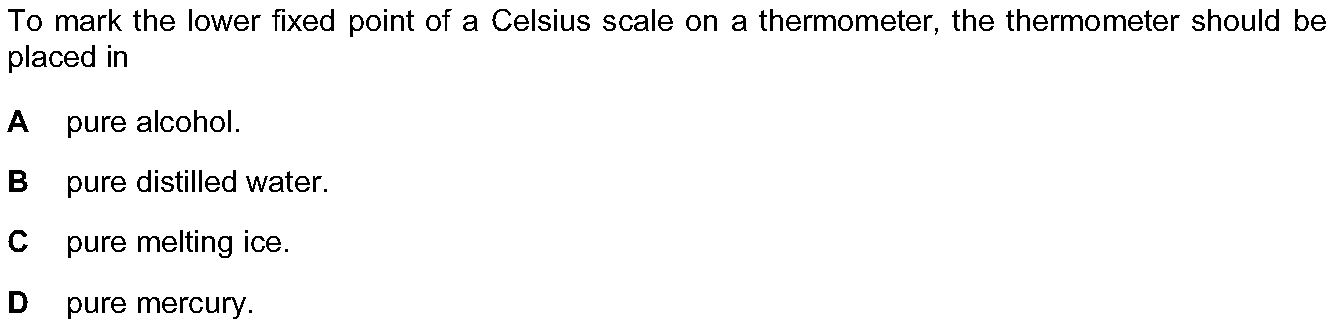 To mark the lower fixed point of a Celsius scale on a thermometer, the thermometer should be
placed in
A pure alcohol.
B pure distilled water.
C pure melting ice.
D pure mercury.